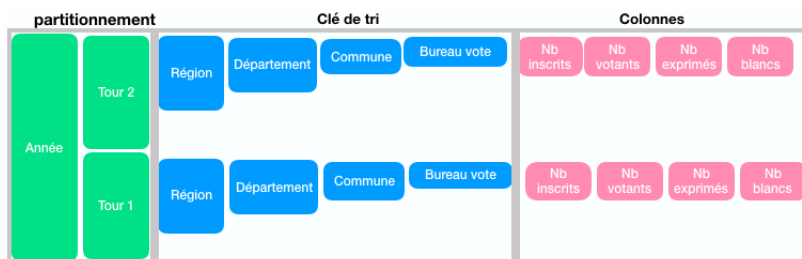 partitionnement Clé de tri Colonnes
Année
Tour 2
Région
Département
Commune
Bureau vote
Nb
inscrits
Nb
votants
Nb
exprimés
Nb
blancs
Tour 1
Région
Département
Commune
Bureau vote
Nb
inscrits
Nb
votants
Nb
exprimés
Nb
blancs